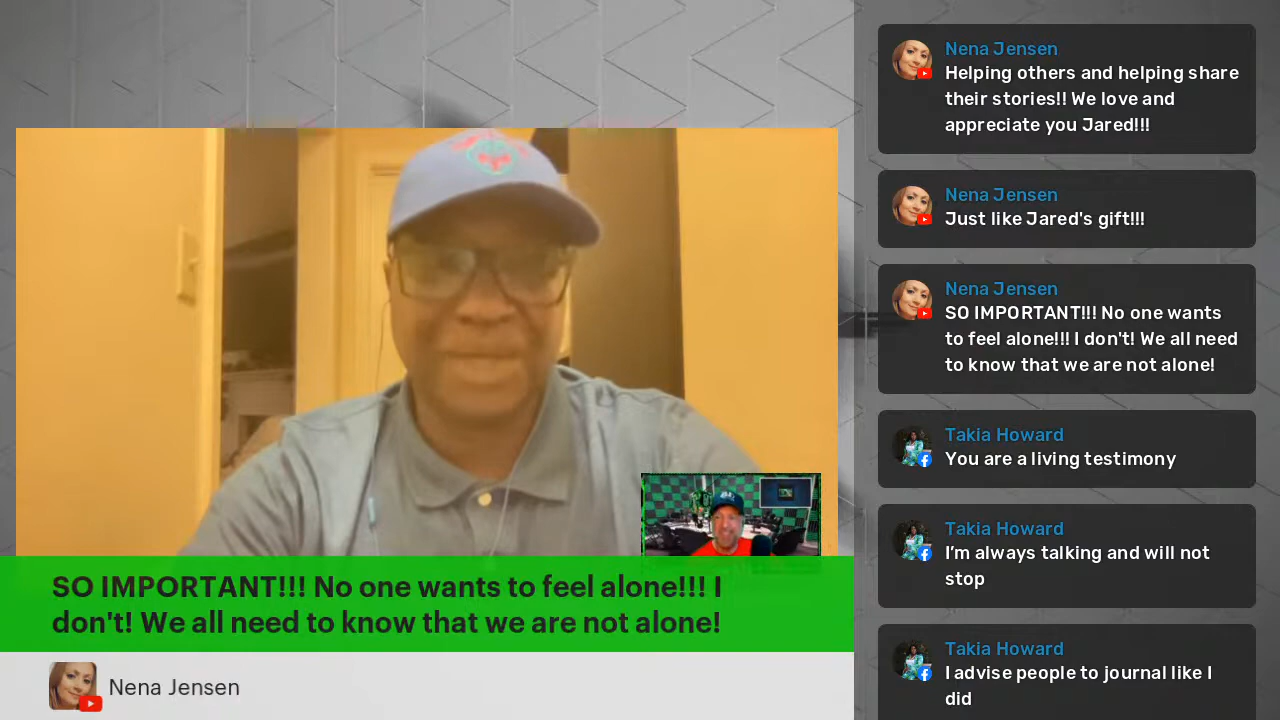 SO IMPORTANT!!! No one wants to feel alone!!! I
don't! We all need to know that we are not alone!
Nena Jensen
Nena Jensen
Helping others and helping share
their stories!! We love and
appreciate you Jared!!!
Nena Jensen
Just like Jared's gift!!!
Nena Jensen
SO IMPORTANT!!! No one wants
to feel alone!!! I don't! We all need
to know that we are not alone!
Takia Howard
You are a living testimony
Takia Howard
I’m always talking and will not
stop
Takia Howard
I advise people to journal like I
did